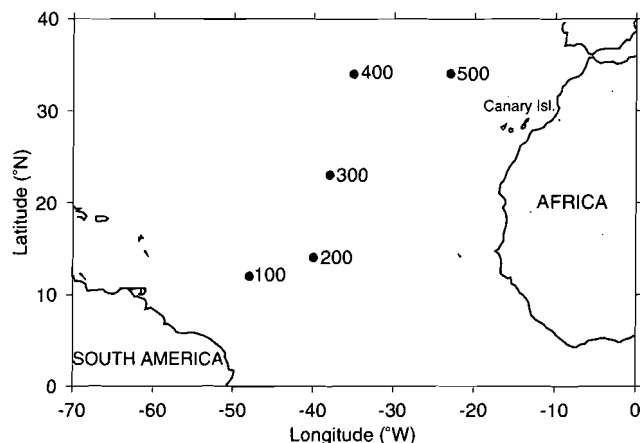 40
400
500
Canary Isl.
30
300
Latitude (°N)
AFRICA
20
200
100
10
SOUTH AMERICA
0
-70 -60 -50 -40 -30 -20 -10 0
Longitude (°W)